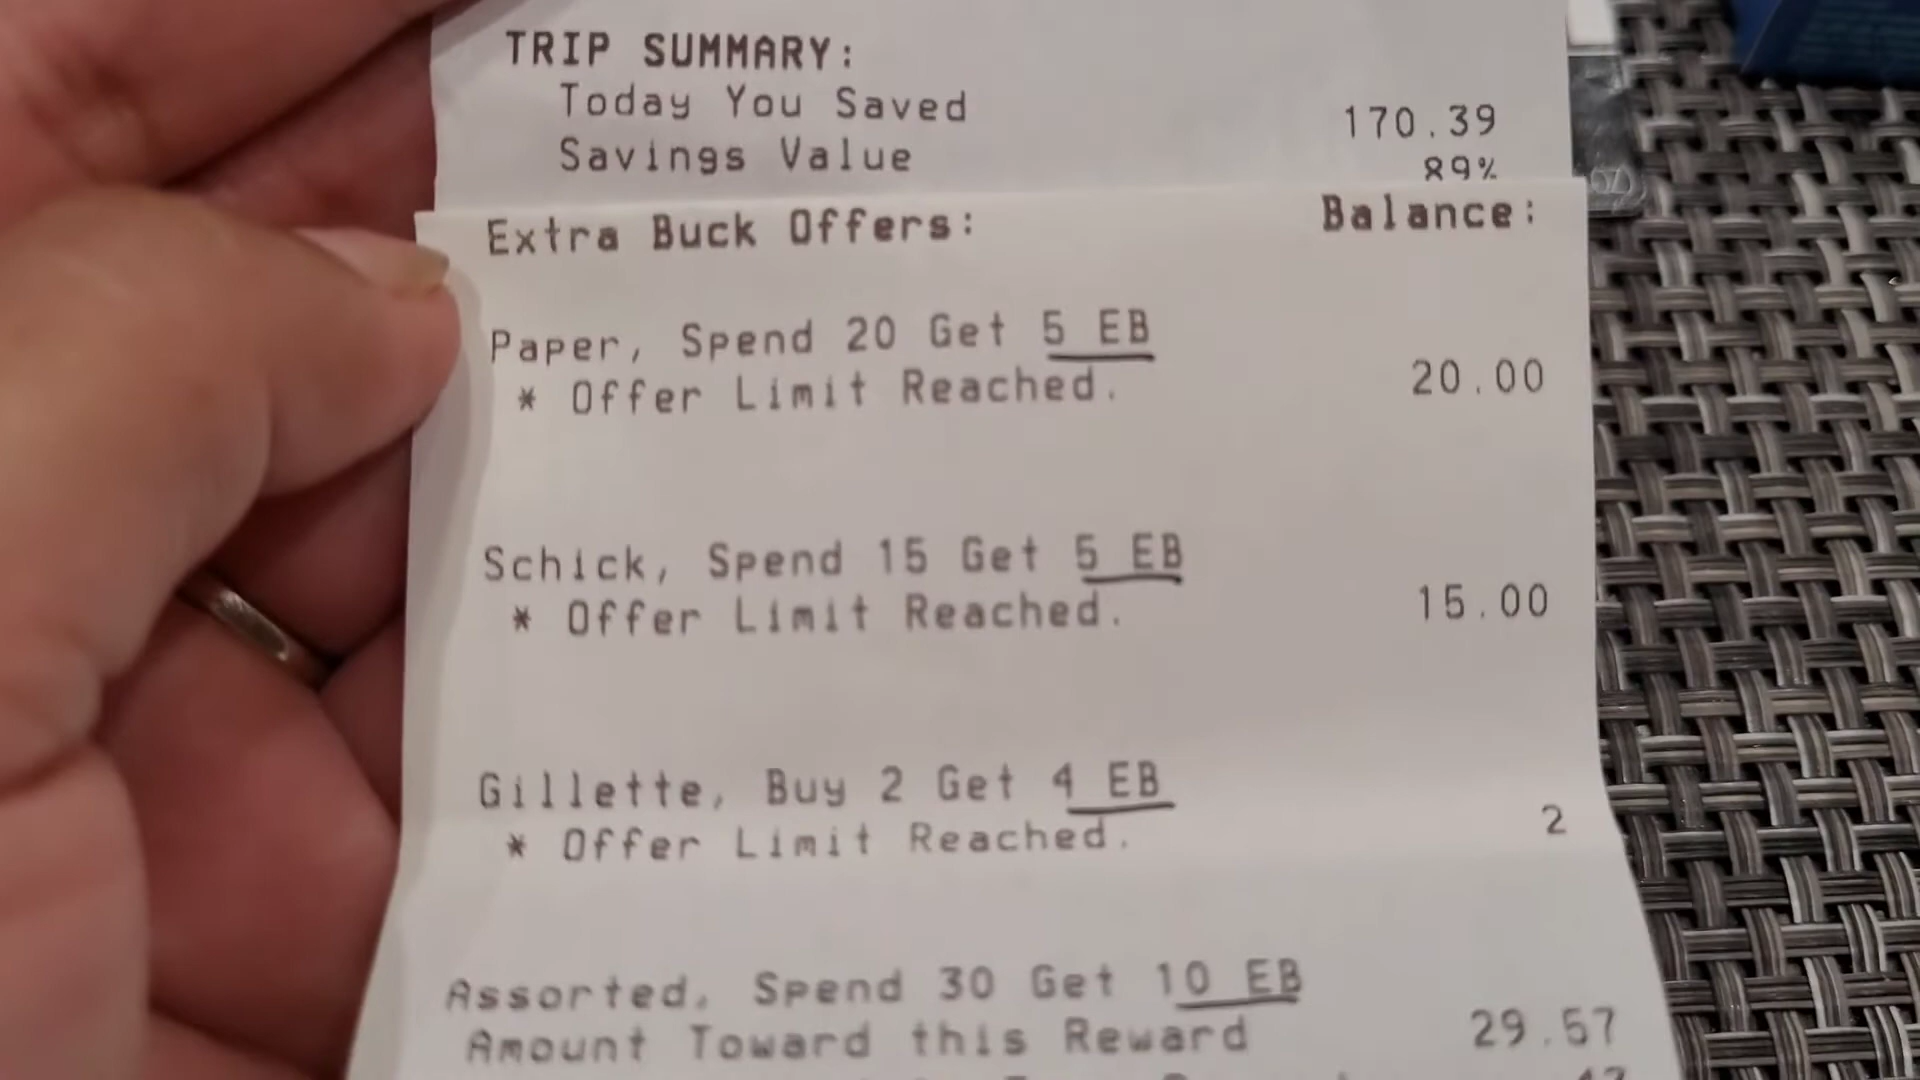 TRIP SUMMARY:
Today You Saved 170.39
Savings Value 89%
Extra Buck Offers: Balance:
Paper, Spend 20 Get 5 EB
* Offer Limit Reached. 20.00
Schick, Spend 15 Get 5 EB
* Offer Limit Reached. 15.00
Gillette, Buy 2 Get 4 EB
* Offer Limit Reached. 2
Assorted, Spend 30 Get 10 EB
Amount Toward this Reward 29.57